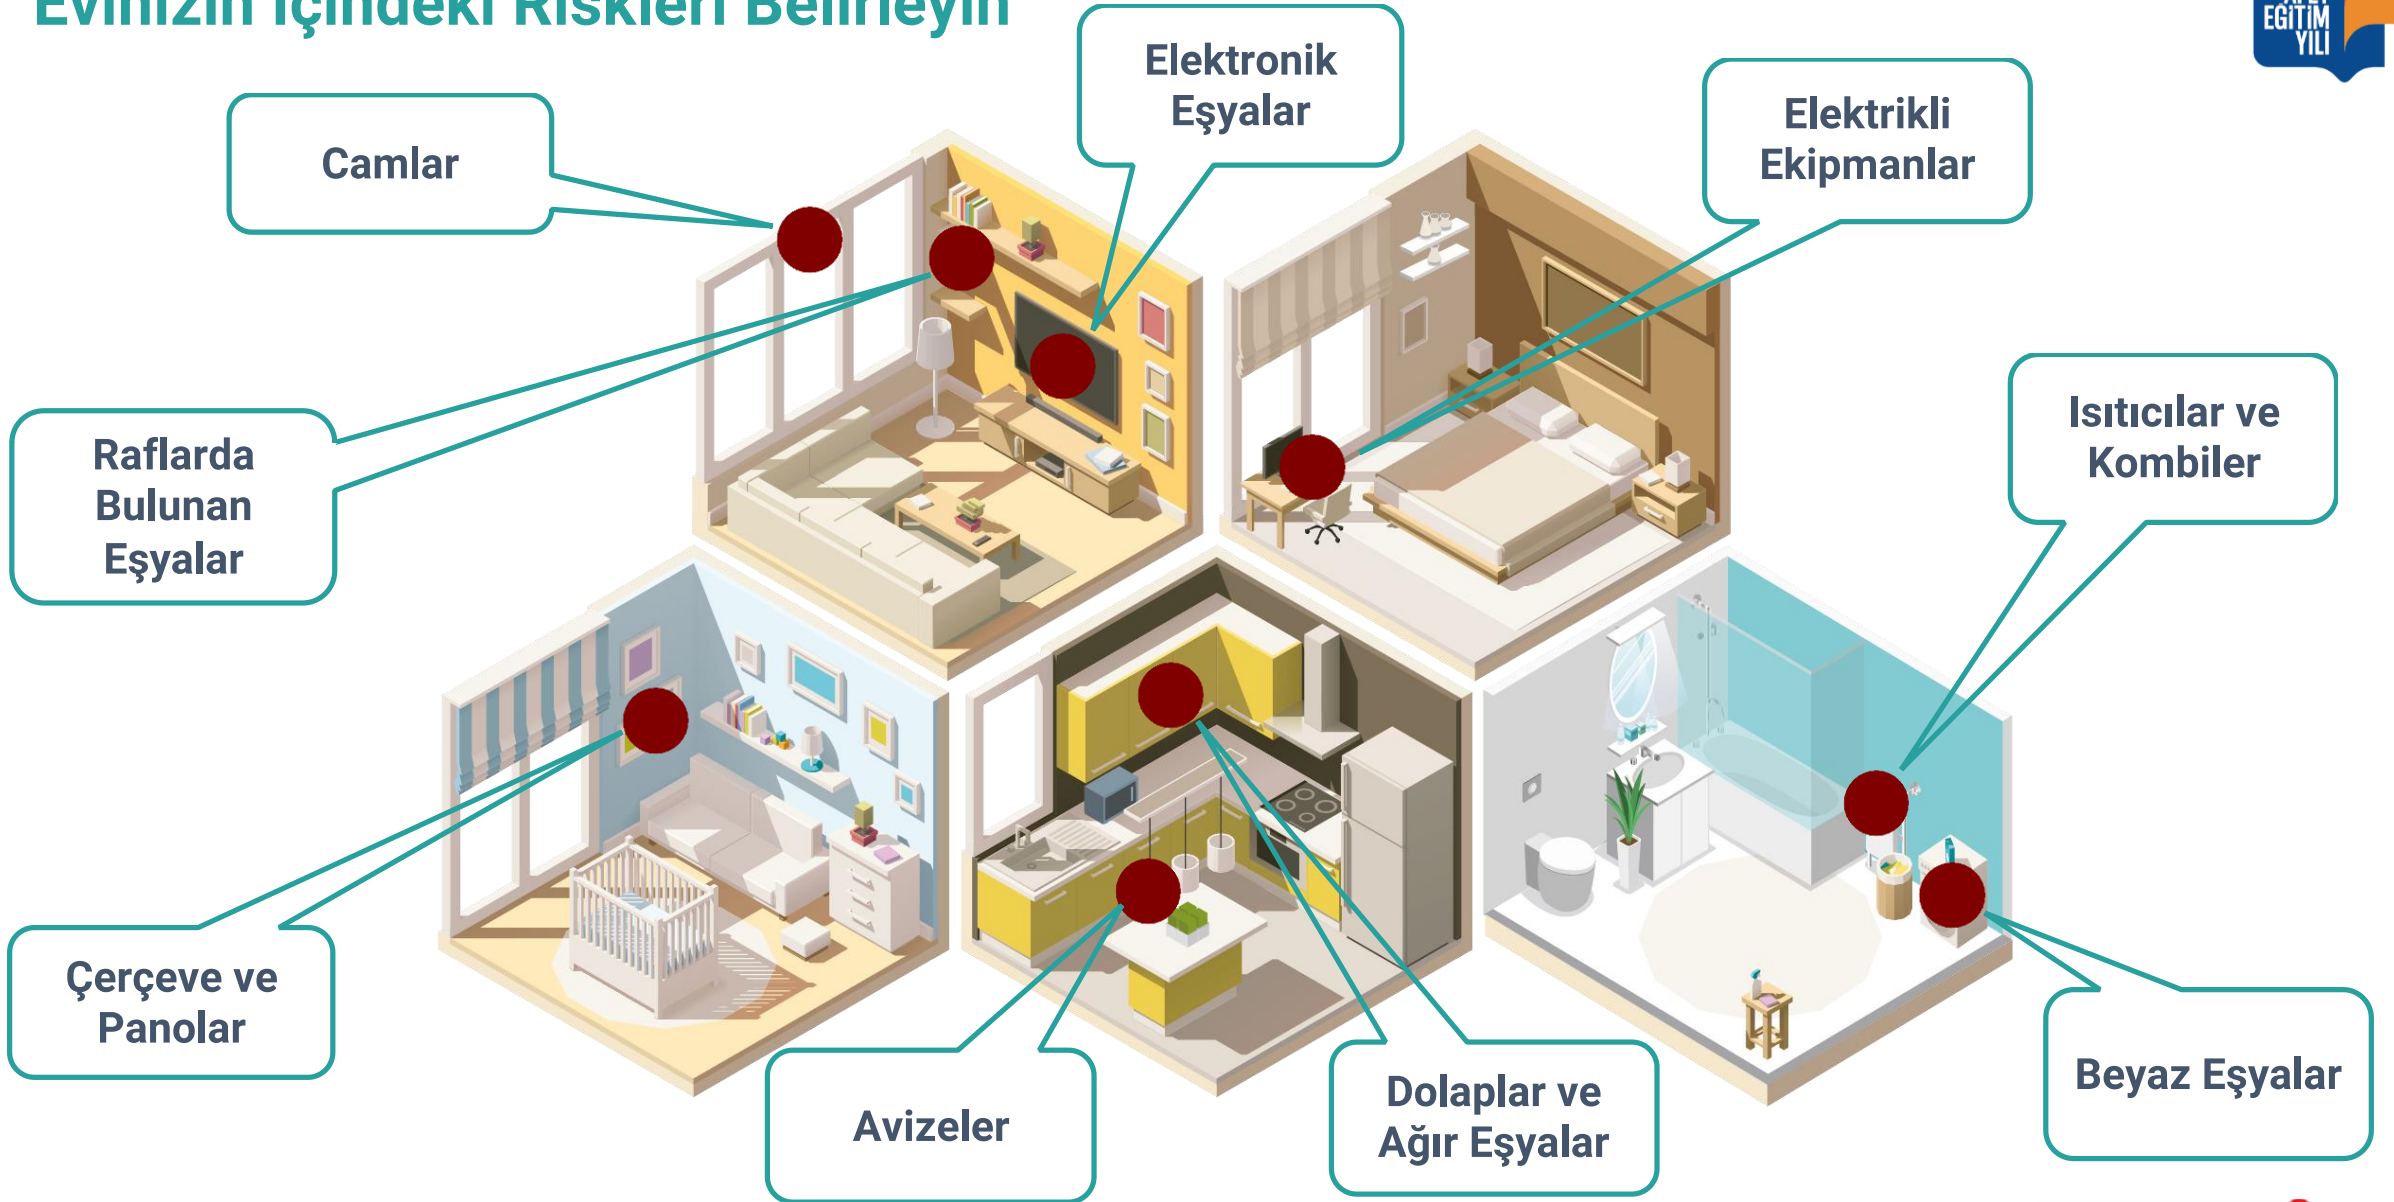 Evinizin İçindeki Riskleri Belirleyin
EĞİTİM
YILI
Elektronik
Eşyalar
Camlar
Elektrikli
Ekipmanlar
Raflarda
Bulunan
Eşyalar
Isıtıcılar ve
Kombiler
Çerçeve ve
Panolar
Avizeler
Dolaplar ve
Ağır Eşyalar
Beyaz Eşyalar